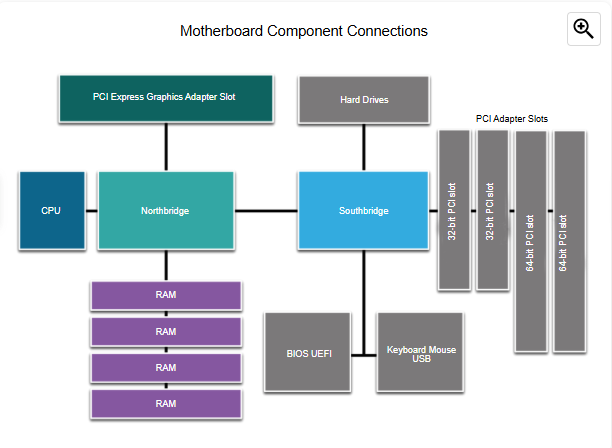 Motherboard Component Connections
PCI Express Graphics Adapter Slot
Hard Drives
PCI Adapter Slots
CPU
Northbridge
Southbridge
32-bit PCI slot
32-bit PCI slot
64-bit PCI slot
64-bit PCI slot
RAM
RAM
RAM
RAM
BIOS UEFI
Keyboard Mouse
USB